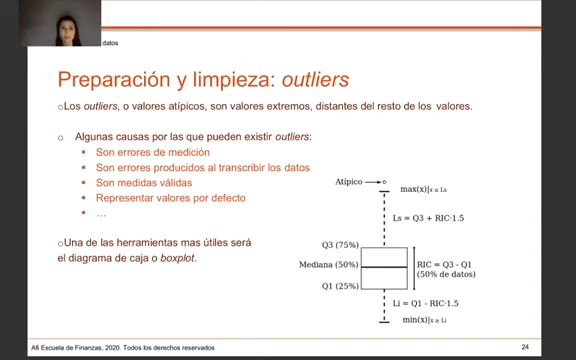 datos
Preparación y limpieza: outliers
oLos outliers, o valores atípicos, son valores extremos, distantes del resto de los valores.
o Algunas causas por las que pueden existir outliers:
▪ Son errores de medición
▪ Son errores producidos al transcribir los datos
▪ Son medidas válidas
▪ Representar valores por defecto
▪ …
oUna de las herramientas mas útiles será
el diagrama de caja o boxplot.
Atípico
max(x)|x ≤ Ls
Ls = Q3 + RIC·1.5
Q3 (75%)
Mediana (50%)
RIC = Q3 - Q1
(50% de datos)
Q1 (25%)
Li = Q1 - RIC·1.5
min(x)|x ≥ Li
Afi Escuela de Finanzas, 2020. Todos los derechos reservados
24